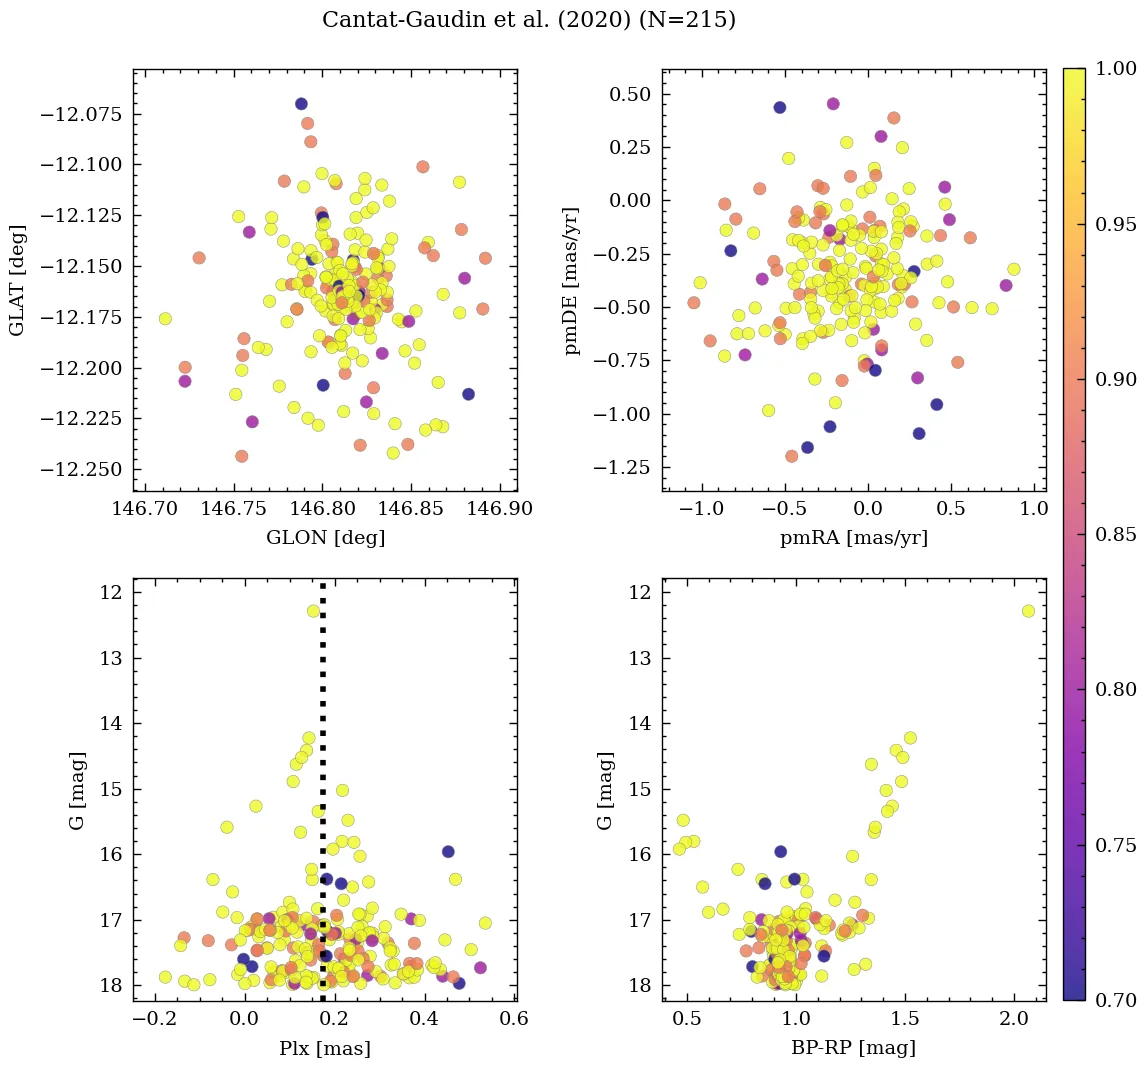 Cantat-Gaudin et al. (2020) (N=215)
−12.075
−12.100
−12.125
−12.150
−12.175
−12.200
−12.225
−12.250
GLAT [deg]
146.70 146.75 146.80 146.85 146.90
GLON [deg]
0.50
0.25
0.00
−0.25
−0.50
−0.75
−1.00
−1.25
pmDE [mas/yr]
−1.0 −0.5 0.0 0.5 1.0
pmRA [mas/yr]
12
13
14
15
16
17
18
G [mag]
−0.2 0.0 0.2 0.4 0.6
Plx [mas]
12
13
14
15
16
17
18
G [mag]
0.5 1.0 1.5 2.0
BP-RP [mag]
1.00
0.95
0.90
0.85
0.80
0.75
0.70